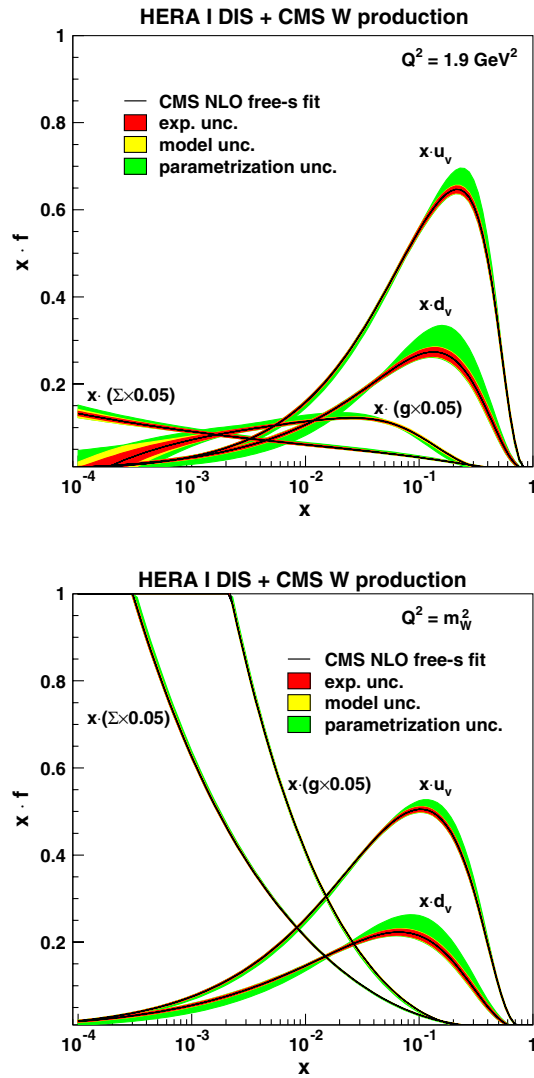 HERA I DIS + CMS W production
Q² = 1.9 GeV²
CMS NLO free-s fit
exp. unc.
model unc.
parametrization unc.
x·u_v
x·d_v
x·(Σ×0.05)
x·(g×0.05)
x · f
1
0.8
0.6
0.4
0.2
10⁻⁴
10⁻³
10⁻²
10⁻¹
1
x
HERA I DIS + CMS W production
Q² = m_W²
CMS NLO free-s fit
exp. unc.
model unc.
parametrization unc.
x·(Σ×0.05)
x·(g×0.05)
x·u_v
x·d_v
x · f
1
0.8
0.6
0.4
0.2
10⁻⁴
10⁻³
10⁻²
10⁻¹
1
x